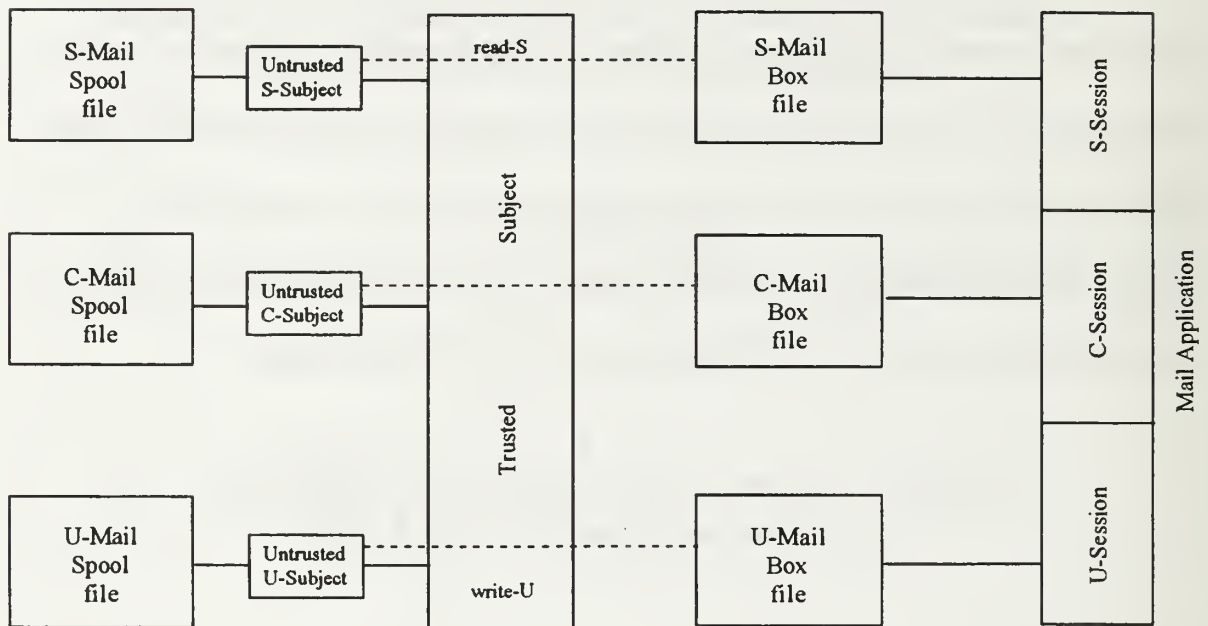 S-Mail
Spool
file
Untrusted
S-Subject
read-S
S-Mail
Box
file
S-Session
C-Mail
Spool
file
Untrusted
C-Subject
Trusted Subject
C-Mail
Box
file
C-Session
Mail Application
U-Mail
Spool
file
Untrusted
U-Subject
write-U
U-Mail
Box
file
U-Session